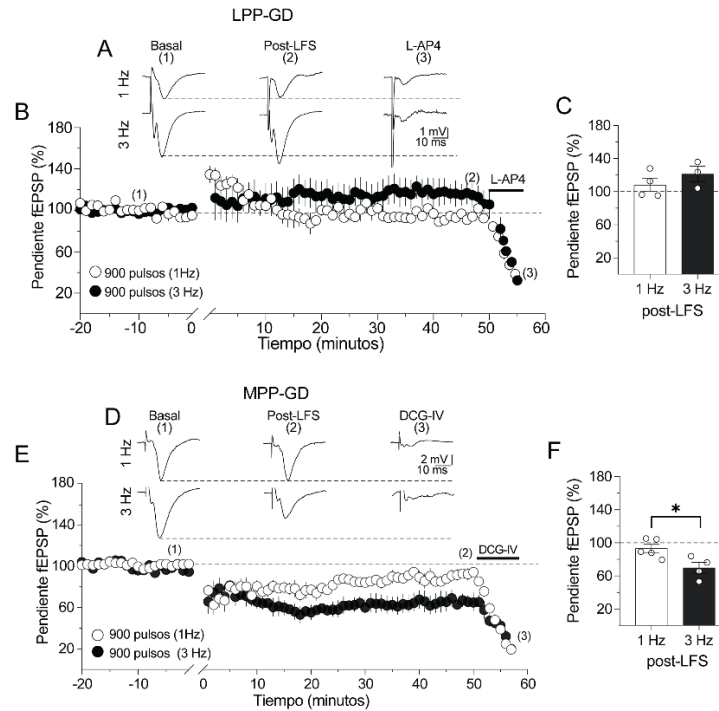 LPP-GD
A
Basal
(1)
Post-LFS
(2)
L-AP4
(3)
1 Hz
3 Hz
1 mV
10 ms
B
Pendiente fEPSP (%)
180
140
100
60
20
(1)
(2)
L-AP4
(3)
900 pulsos (1Hz)
900 pulsos (3 Hz)
-20 -10 0 10 20 30 40 50 60
Tiempo (minutos)
C
Pendiente fEPSP (%)
180
140
100
60
20
1 Hz 3 Hz
post-LFS
MPP-GD
D
Basal
(1)
Post-LFS
(2)
DCG-IV
(3)
1 Hz
3 Hz
2 mV
10 ms
E
Pendiente fEPSP (%)
180
140
100
60
20
(1)
(2)
DCG-IV
(3)
900 pulsos (1Hz)
900 pulsos (3 Hz)
-20 -10 0 10 20 30 40 50 60
Tiempo (minutos)
F
Pendiente fEPSP (%)
180
140
100
60
20
*
1 Hz 3 Hz
post-LFS